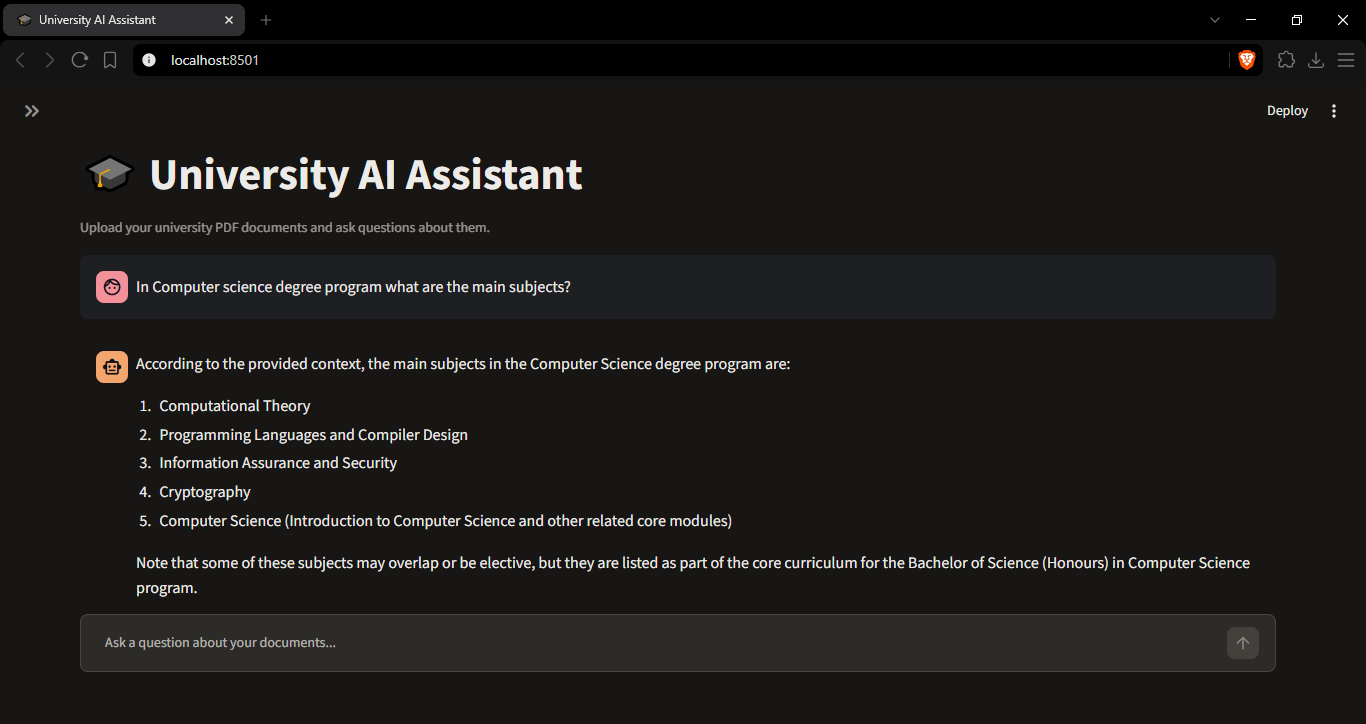 University AI Assistant
localhost:8501
Deploy
University AI Assistant
Upload your university PDF documents and ask questions about them.
In Computer science degree program what are the main subjects?
According to the provided context, the main subjects in the Computer Science degree program are:
1. Computational Theory
2. Programming Languages and Compiler Design
3. Information Assurance and Security
4. Cryptography
5. Computer Science (Introduction to Computer Science and other related core modules)
Note that some of these subjects may overlap or be elective, but they are listed as part of the core curriculum for the Bachelor of Science (Honours) in Computer Science
program.
Ask a question about your documents...